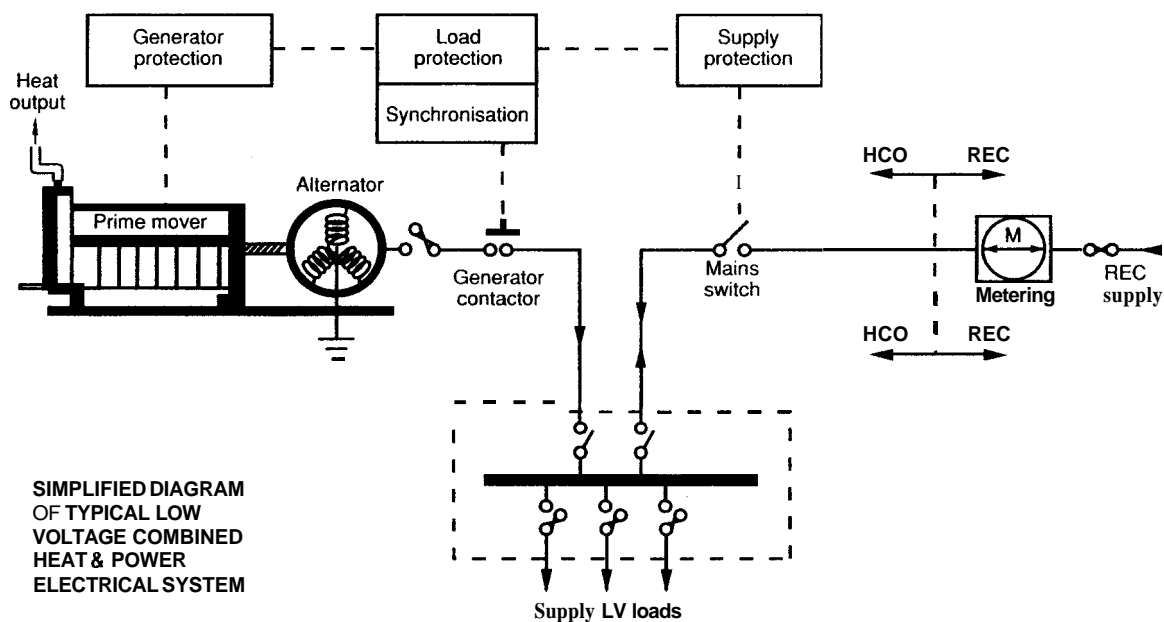 Generator
protection
Load
protection
Synchronisation
Supply
protection
Heat
output
HCO REC
Alternator
Prime mover
Generator
contactor
Mains
switch
M
Metering
REC
supply
HCO REC
SIMPLIFIED DIAGRAM
OF TYPICAL LOW
VOLTAGE COMBINED
HEAT & POWER
ELECTRICAL SYSTEM
Supply LV loads